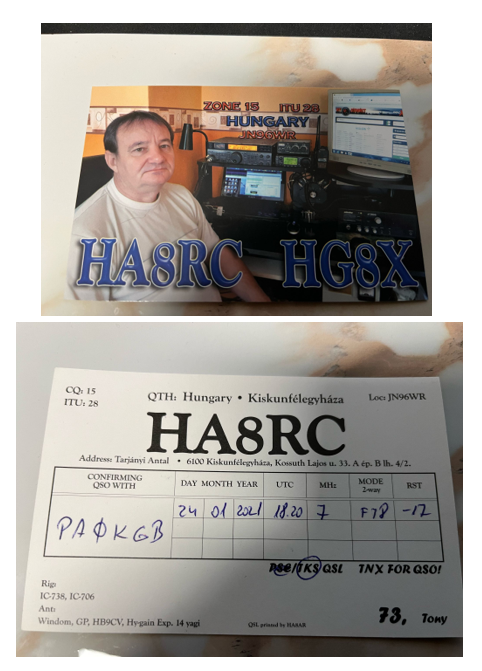 ZONE 15 ITU 28
HUNGARY
JN96WR
HA8RC HG8X
CQ: 15
ITU: 28
QTH: Hungary • Kiskunfélegyháza
Loc: JN96WR
HA8RC
Address: Tarjányi Antal • 6100 Kiskunfélegyháza, Kossuth Lajos u. 33. A ép. B lh. 4/2.
CONFIRMING QSO WITH DAY MONTH YEAR UTC MHz MODE 2-way RST
PAØKGB 24 01 2021 18.20 7 FT8 -12
PSE/TKS QSL TNX FOR QSO!
Rig:
IC-738, IC-706
Ant:
Windom, GP, HB9CV, Hy-gain Exp. 14 yagi
QSL printed by HA8AR
73, Tony